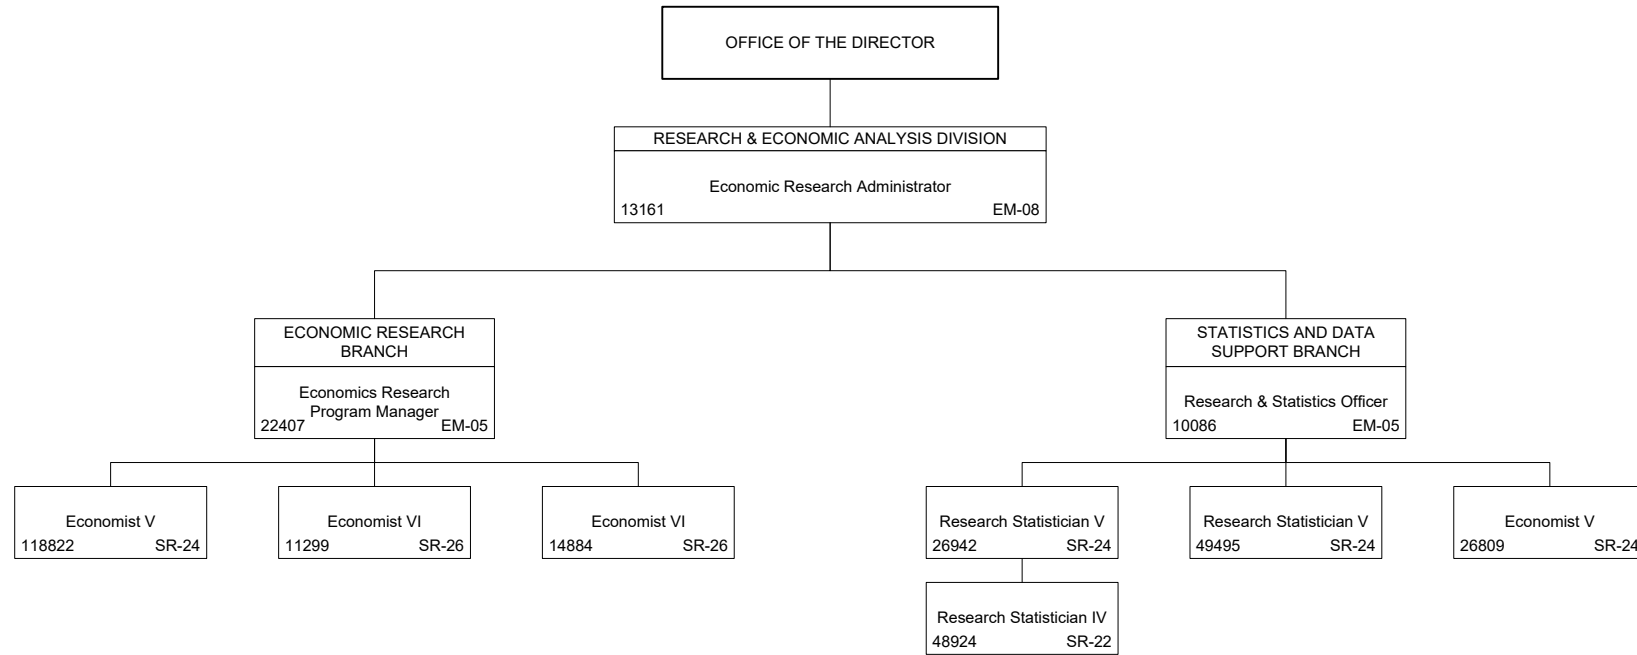 OFFICE OF THE DIRECTOR
RESEARCH & ECONOMIC ANALYSIS DIVISION
Economic Research Administrator
13161 EM-08
ECONOMIC RESEARCH
BRANCH
Economics Research
Program Manager
22407 EM-05
STATISTICS AND DATA
SUPPORT BRANCH
Research & Statistics Officer
10086 EM-05
Economist V
118822 SR-24
Economist VI
11299 SR-26
Economist VI
14884 SR-26
Research Statistician V
26942 SR-24
Research Statistician V
49495 SR-24
Economist V
26809 SR-24
Research Statistician IV
48924 SR-22